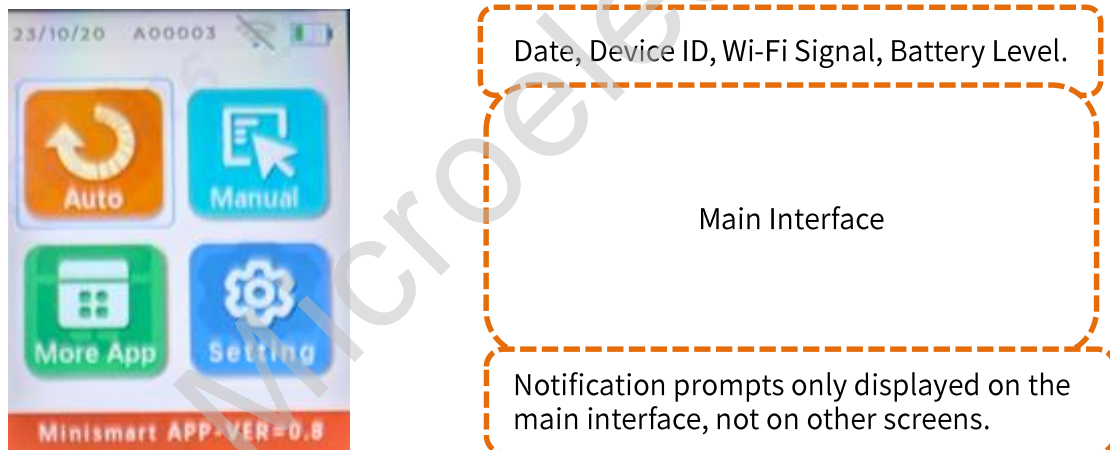 23/10/20 A00003
Auto
Manual
More App
Setting
Minismart APP-VER=0.8
Date, Device ID, Wi-Fi Signal, Battery Level.
Main Interface
Notification prompts only displayed on the
main interface, not on other screens.
Microele